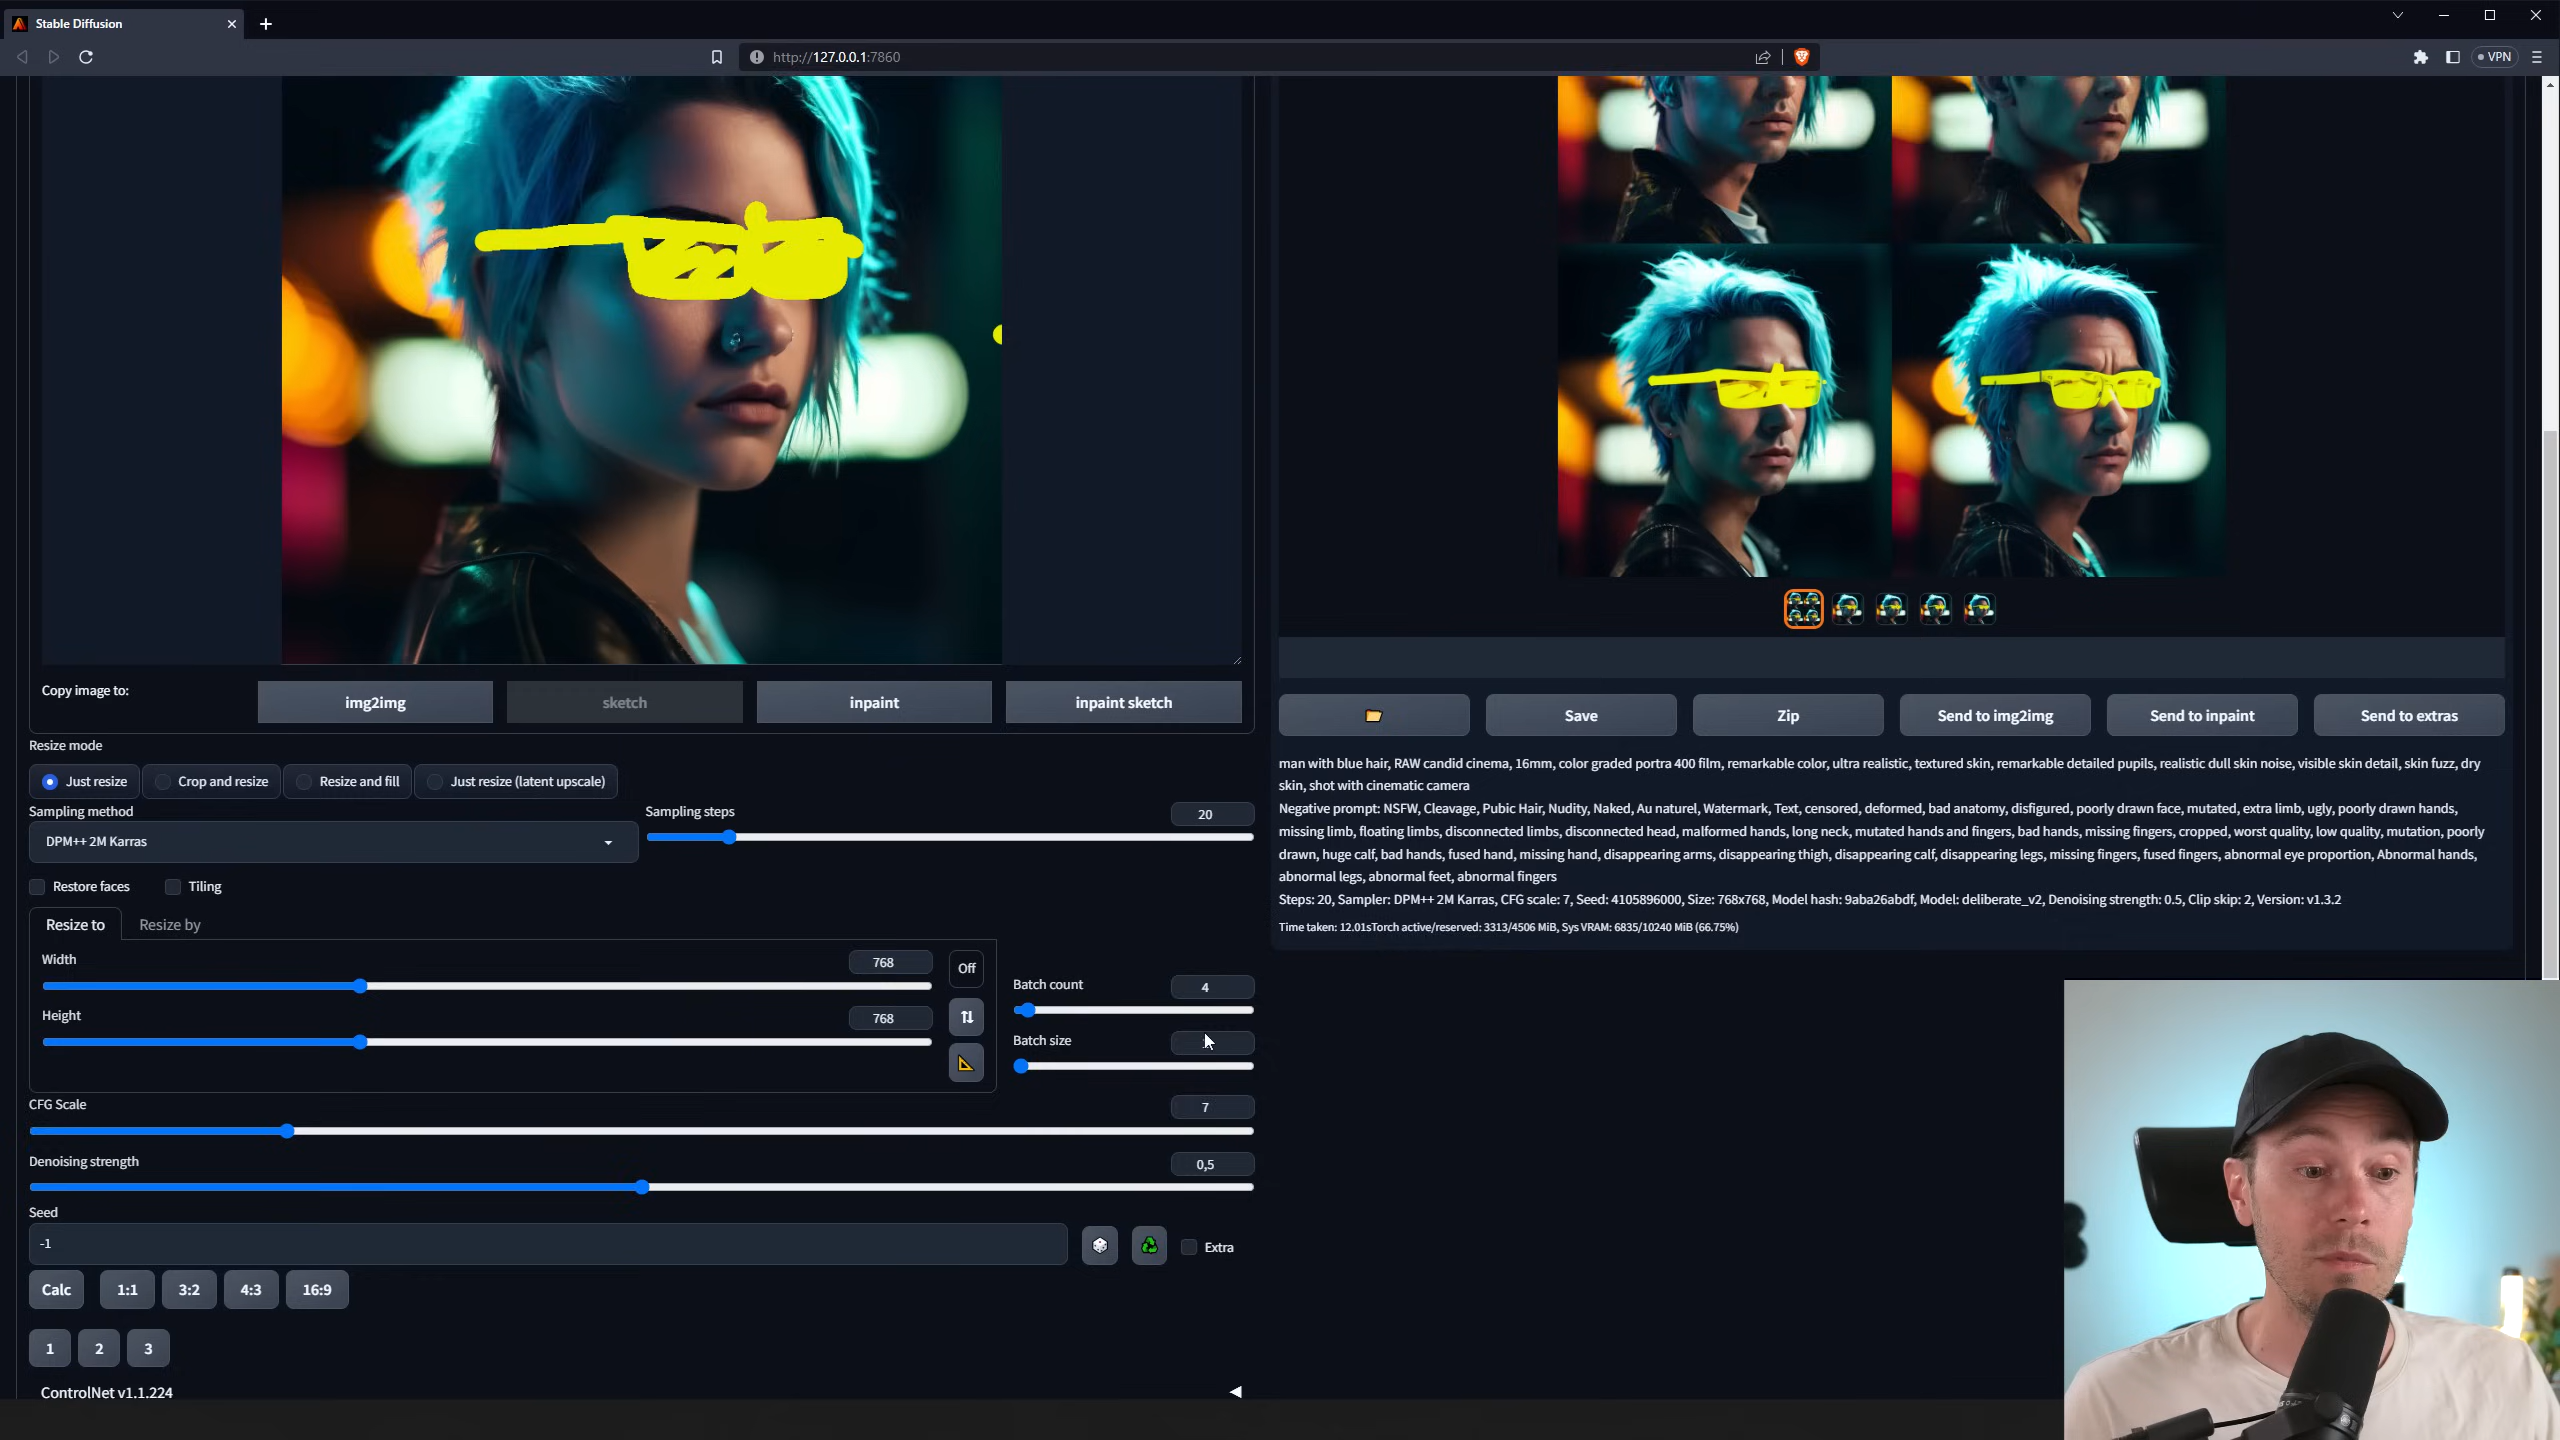 Stable Diffusion
http://127.0.0.1:7860
VPN
Copy image to:
img2img
sketch
inpaint
inpaint sketch
Resize mode
Just resize
Crop and resize
Resize and fill
Just resize (latent upscale)
Sampling method
DPM++ 2M Karras
Sampling steps
20
Restore faces
Tiling
Resize to
Resize by
Width
768
Off
Height
768
Batch count
4
Batch size
CFG Scale
7
Denoising strength
0,5
Seed
-1
Extra
Calc
1:1
3:2
4:3
16:9
1
2
3
ControlNet v1.1.224
Save
Zip
Send to img2img
Send to inpaint
Send to extras
man with blue hair, RAW candid cinema, 16mm, color graded portra 400 film, remarkable color, ultra realistic, textured skin, remarkable detailed pupils, realistic dull skin noise, visible skin detail, skin fuzz, dry
skin, shot with cinematic camera
Negative prompt: NSFW, Cleavage, Pubic Hair, Nudity, Naked, Au naturel, Watermark, Text, censored, deformed, bad anatomy, disfigured, poorly drawn face, mutated, extra limb, ugly, poorly drawn hands,
missing limb, floating limbs, disconnected limbs, disconnected head, malformed hands, long neck, mutated hands and fingers, bad hands, missing fingers, cropped, worst quality, low quality, mutation, poorly
drawn, huge calf, bad hands, fused hand, missing hand, disappearing arms, disappearing thigh, disappearing calf, disappearing legs, missing fingers, fused fingers, abnormal eye proportion, Abnormal hands,
abnormal legs, abnormal feet, abnormal fingers
Steps: 20, Sampler: DPM++ 2M Karras, CFG scale: 7, Seed: 4105896000, Size: 768x768, Model hash: 9aba26abdf, Model: deliberate_v2, Denoising strength: 0.5, Clip skip: 2, Version: v1.3.2
Time taken: 12.01sTorch active/reserved: 3313/4506 MiB, Sys VRAM: 6835/10240 MiB (66.75%)